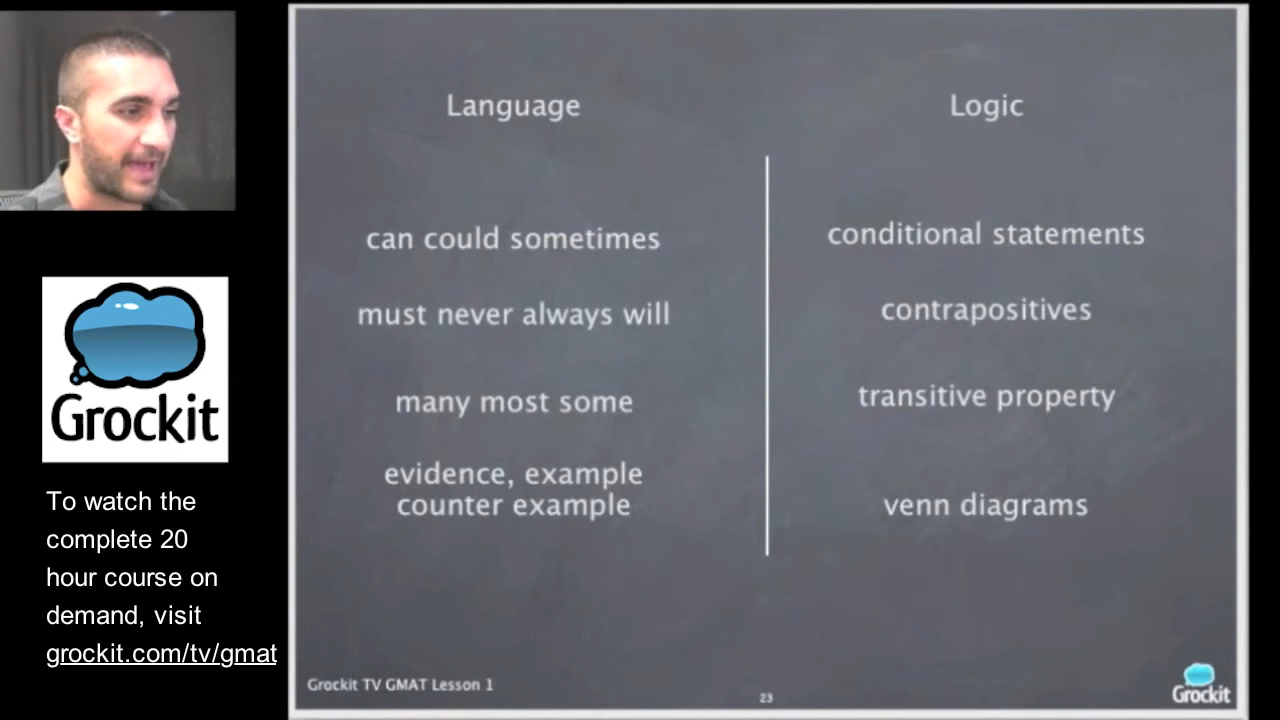 Grockit
To watch the
complete 20
hour course on
demand, visit
grockit.com/tv/gmat
Language
can could sometimes
must never always will
many most some
evidence, example
counter example
Logic
conditional statements
contrapositives
transitive property
venn diagrams
Grockit TV GMAT Lesson 1
23
Grockit